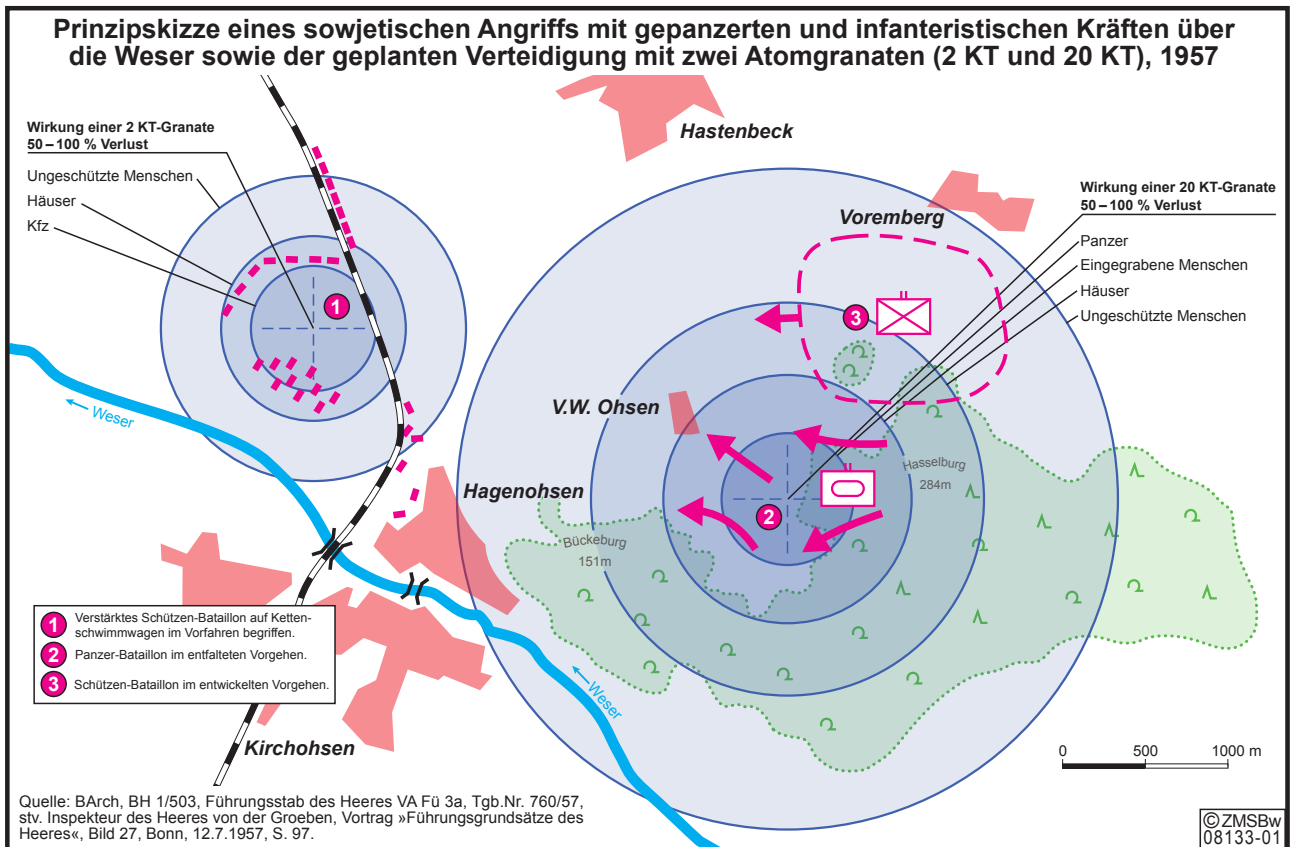 Prinzipskizze eines sowjetischen Angriffs mit gepanzerten und infanteristischen Kräften über
die Weser sowie der geplanten Verteidigung mit zwei Atomgranaten (2 KT und 20 KT), 1957
Hastenbeck
Wirkung einer 2 KT-Granate
50 – 100 % Verlust
Ungeschützte Menschen
Häuser
Kfz
Wirkung einer 20 KT-Granate
50 – 100 % Verlust
Panzer
Eingegrabene Menschen
Häuser
Ungeschützte Menschen
Voremberg
1
3
Weser
V.W. Ohsen
Hasselburg
284m
Hagenohsen
2
Bückeburg
151m
1 Verstärktes Schützen-Bataillon auf Ketten-
schwimmwagen im Vorfahren begriffen.
2 Panzer-Bataillon im entfalteten Vorgehen.
3 Schützen-Bataillon im entwickelten Vorgehen.
Weser
Kirchohsen
0 500 1000 m
Quelle: BArch, BH 1/503, Führungsstab des Heeres VA Fü 3a, Tgb.Nr. 760/57,
stv. Inspekteur des Heeres von der Groeben, Vortrag »Führungsgrundsätze des
Heeres«, Bild 27, Bonn, 12.7.1957, S. 97.
© ZMSBw
08133-01